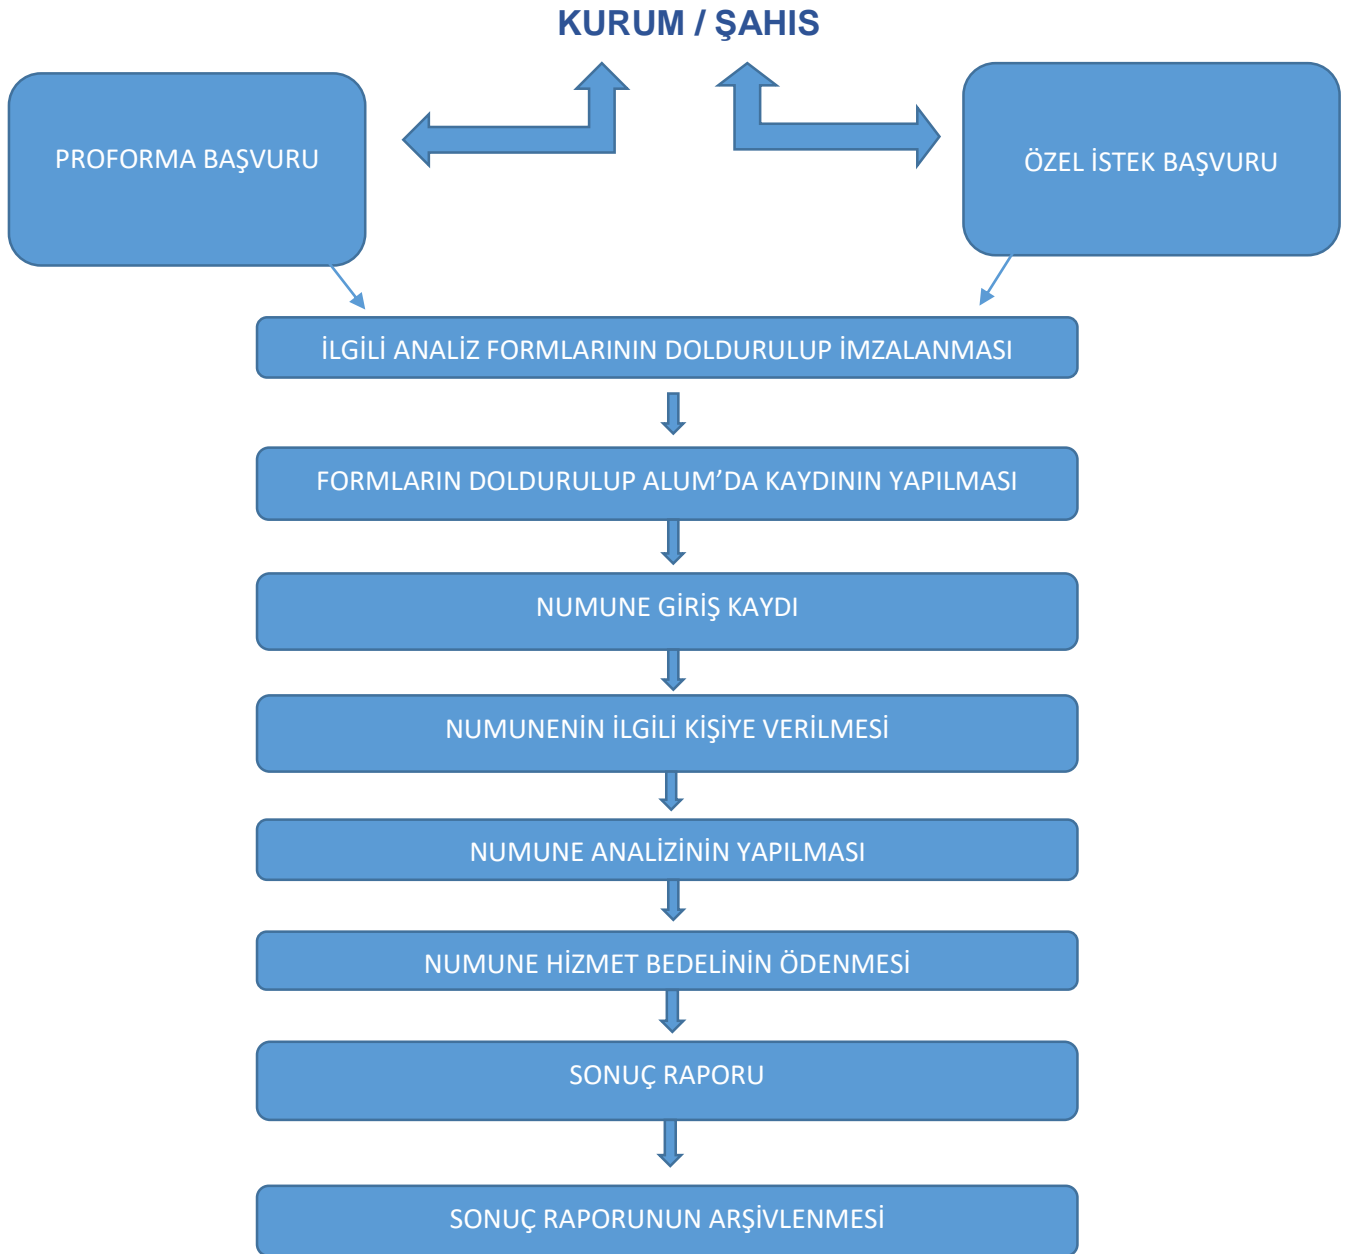 KURUM / ŞAHIS
PROFORMA BAŞVURU
ÖZEL İSTEK BAŞVURU
İLGİLİ ANALİZ FORMLARININ DOLDURULUP İMZALANMASI
FORMLARIN DOLDURULUP ALUM’DA KAYDININ YAPILMASI
NUMUNE GİRİŞ KAYDI
NUMUNENİN İLGİLİ KİŞİYE VERİLMESİ
NUMUNE ANALİZİNİN YAPILMASI
NUMUNE HİZMET BEDELİNİN ÖDENMESİ
SONUÇ RAPORU
SONUÇ RAPORUNUN ARŞİVLENMESİ